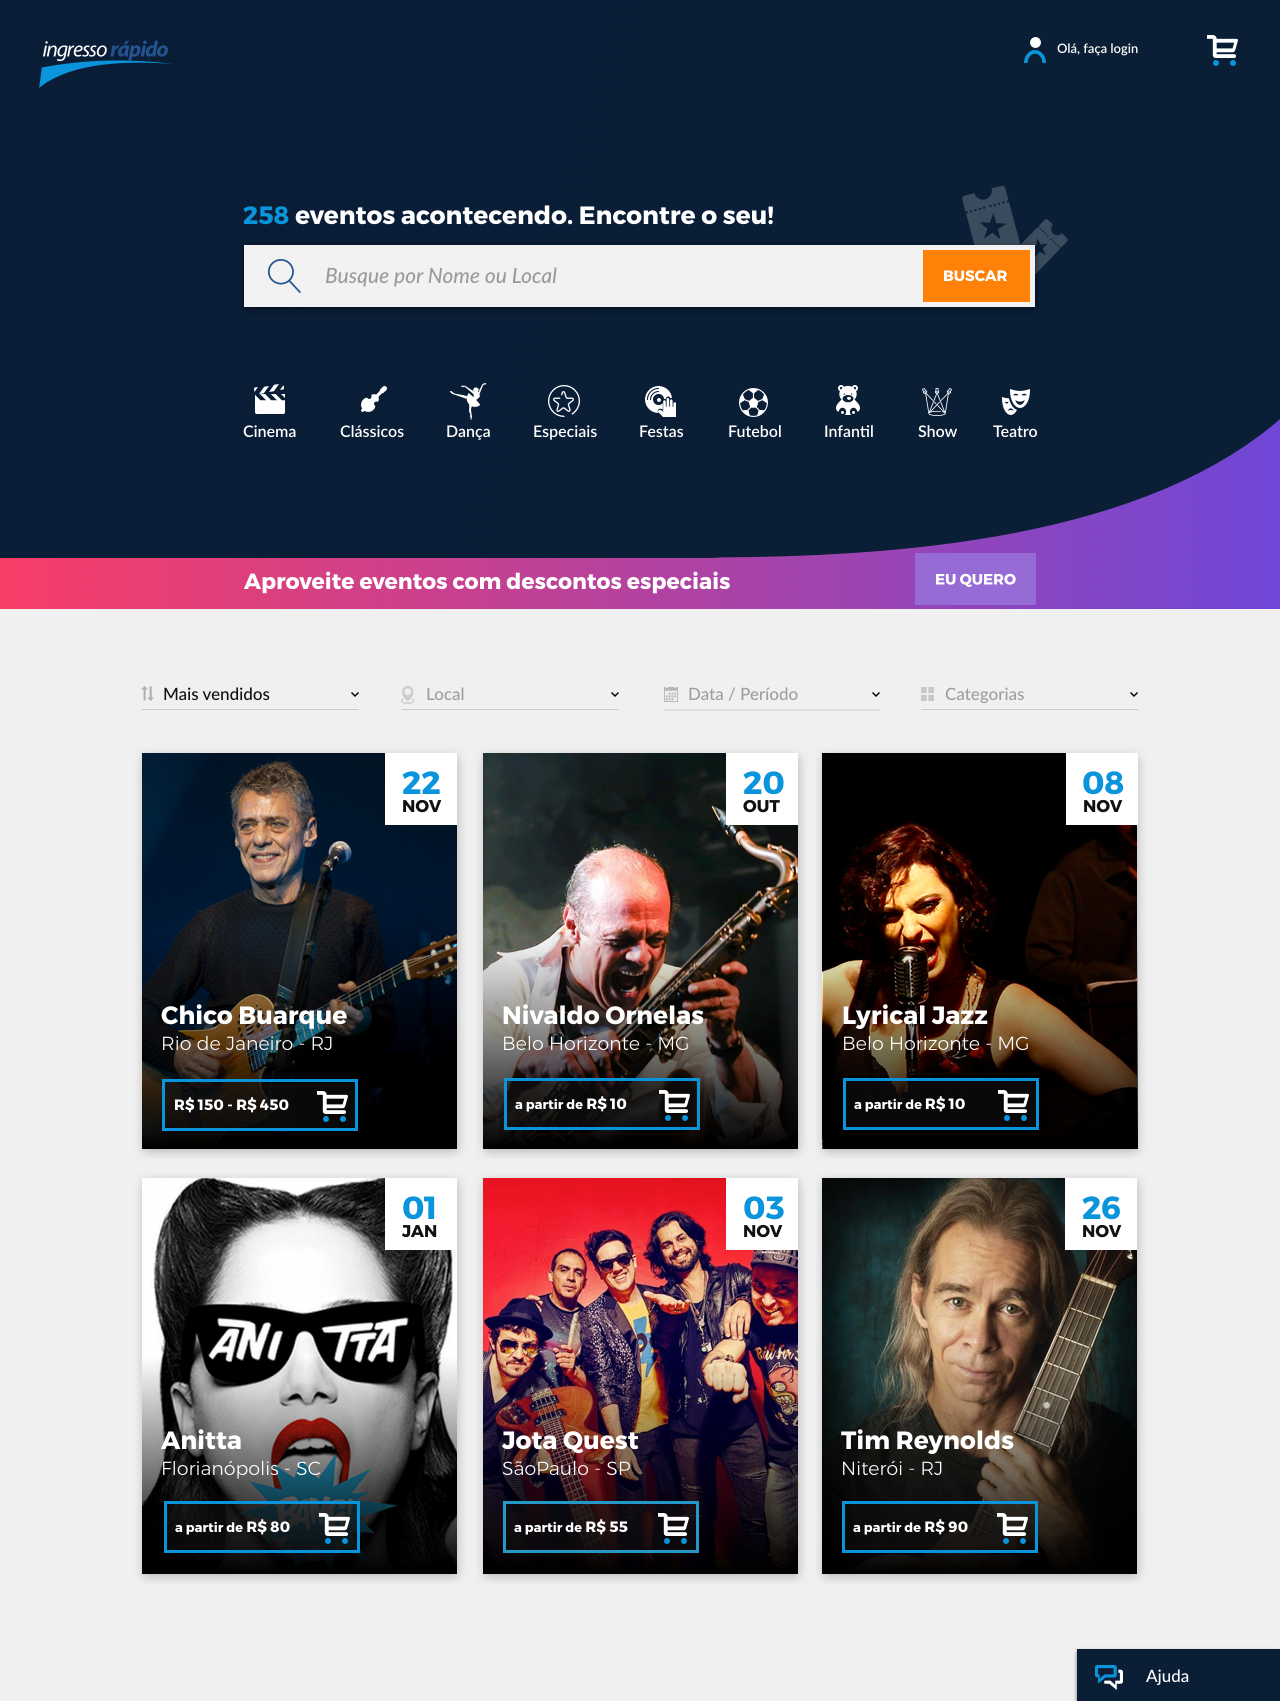 ingresso rápido
Olá, faça login
258 eventos acontecendo. Encontre o seu!
Busque por Nome ou Local
BUSCAR
Cinema
Clássicos
Dança
Especiais
Festas
Futebol
Infantil
Show
Teatro
Aproveite eventos com descontos especiais
EU QUERO
Mais vendidos
Local
Data / Período
Categorias
22
NOV
Chico Buarque
Rio de Janeiro - RJ
R$ 150 - R$ 450
20
OUT
Nivaldo Ornelas
Belo Horizonte - MG
a partir de R$ 10
08
NOV
Lyrical Jazz
Belo Horizonte - MG
a partir de R$ 10
01
JAN
ANITTA
Anitta
Florianópolis - SC
a partir de R$ 80
03
NOV
Jota Quest
SãoPaulo - SP
a partir de R$ 55
26
NOV
Tim Reynolds
Niterói - RJ
a partir de R$ 90
Ajuda